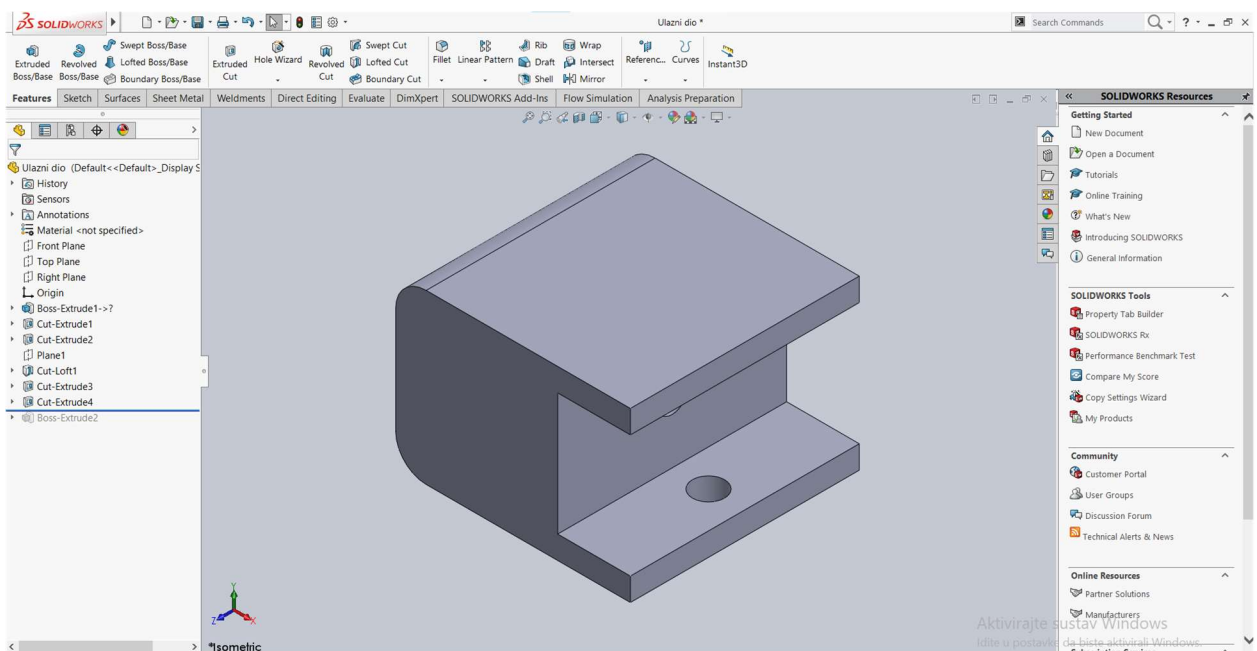 SOLIDWORKS
Ulazni dio *
Search Commands
Extruded Boss/Base
Revolved Boss/Base
Swept Boss/Base
Lofted Boss/Base
Boundary Boss/Base
Extruded Cut
Hole Wizard
Revolved Cut
Swept Cut
Lofted Cut
Boundary Cut
Fillet
Linear Pattern
Rib
Draft
Shell
Wrap
Intersect
Mirror
Referenc...
Curves
Instant3D
Features Sketch Surfaces Sheet Metal Weldments Direct Editing Evaluate DimXpert SOLIDWORKS Add-Ins Flow Simulation Analysis Preparation
Ulazni dio (Default<<Default>_Display S
History
Sensors
Annotations
Material <not specified>
Front Plane
Top Plane
Right Plane
Origin
Boss-Extrude1->?
Cut-Extrude1
Cut-Extrude2
Plane1
Cut-Loft1
Cut-Extrude3
Cut-Extrude4
Boss-Extrude2
Y
Z
X
*Isometric
SOLIDWORKS Resources
Getting Started
New Document
Open a Document
Tutorials
Online Training
What's New
Introducing SOLIDWORKS
General Information
SOLIDWORKS Tools
Property Tab Builder
SOLIDWORKS Rx
Performance Benchmark Test
Compare My Score
Copy Settings Wizard
My Products
Community
Customer Portal
User Groups
Discussion Forum
Technical Alerts & News
Online Resources
Partner Solutions
Manufacturers
Aktivirajte sustav Windows
Idite u postavke da biste aktivirali Windows.